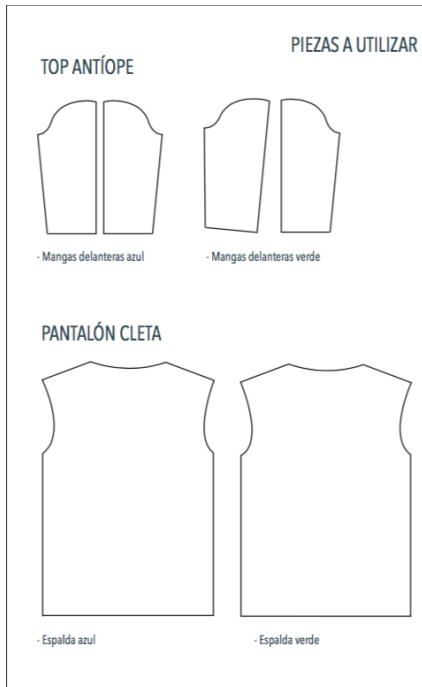 PIEZAS A UTILIZAR
TOP ANTÍOPE
- Mangas delanteras azul
- Mangas delanteras verde
PANTALÓN CLETA
- Espalda azul
- Espalda verde